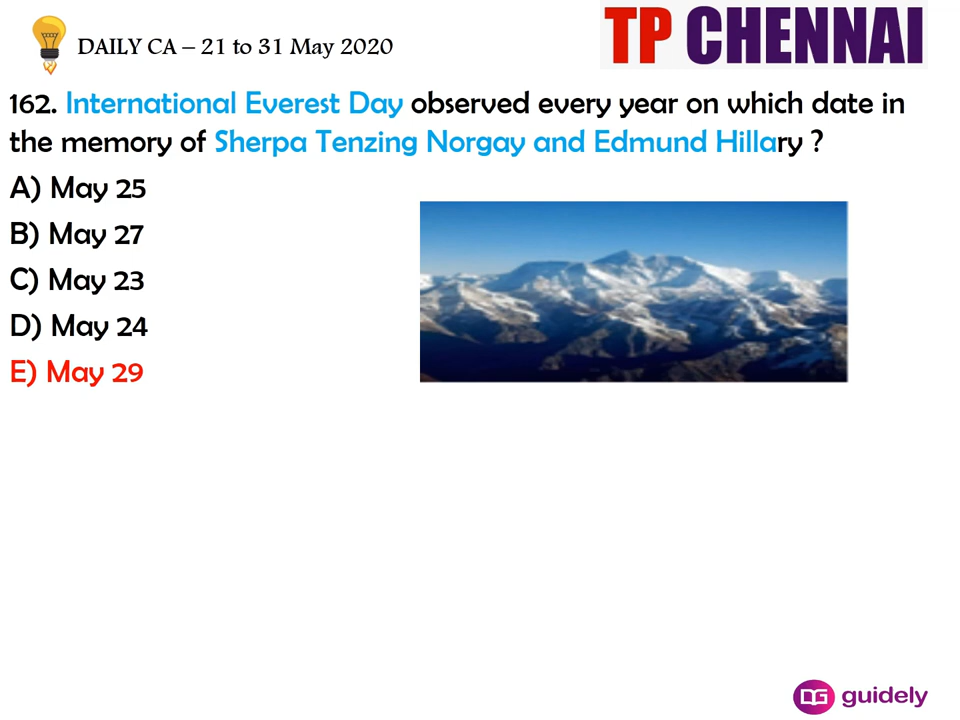 DAILY CA – 21 to 31 May 2020
TP CHENNAI
162. International Everest Day observed every year on which date in
the memory of Sherpa Tenzing Norgay and Edmund Hillary ?
A) May 25
B) May 27
C) May 23
D) May 24
E) May 29
DG guidely